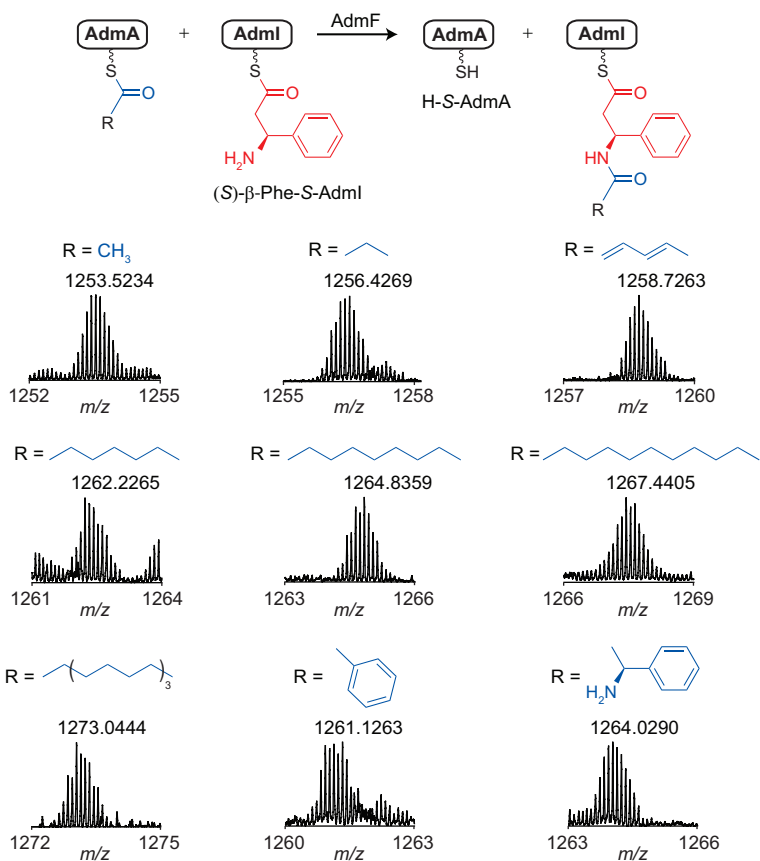 AdmA + AdmI AdmF AdmA + AdmI
S S SH S
O O H-S-AdmA O
R
H₂N HN
(S)-β-Phe-S-AdmI O
R
R = CH₃ R = R =
1253.5234 1256.4269 1258.7263
1252 1255 1255 1258 1257 1260
m/z m/z m/z
R = R = R =
1262.2265 1264.8359 1267.4405
1261 1264 1263 1266 1266 1269
m/z m/z m/z
R = ( ) 3 R = R = H₂N
1273.0444 1261.1263 1264.0290
1272 1275 1260 1263 1263 1266
m/z m/z m/z